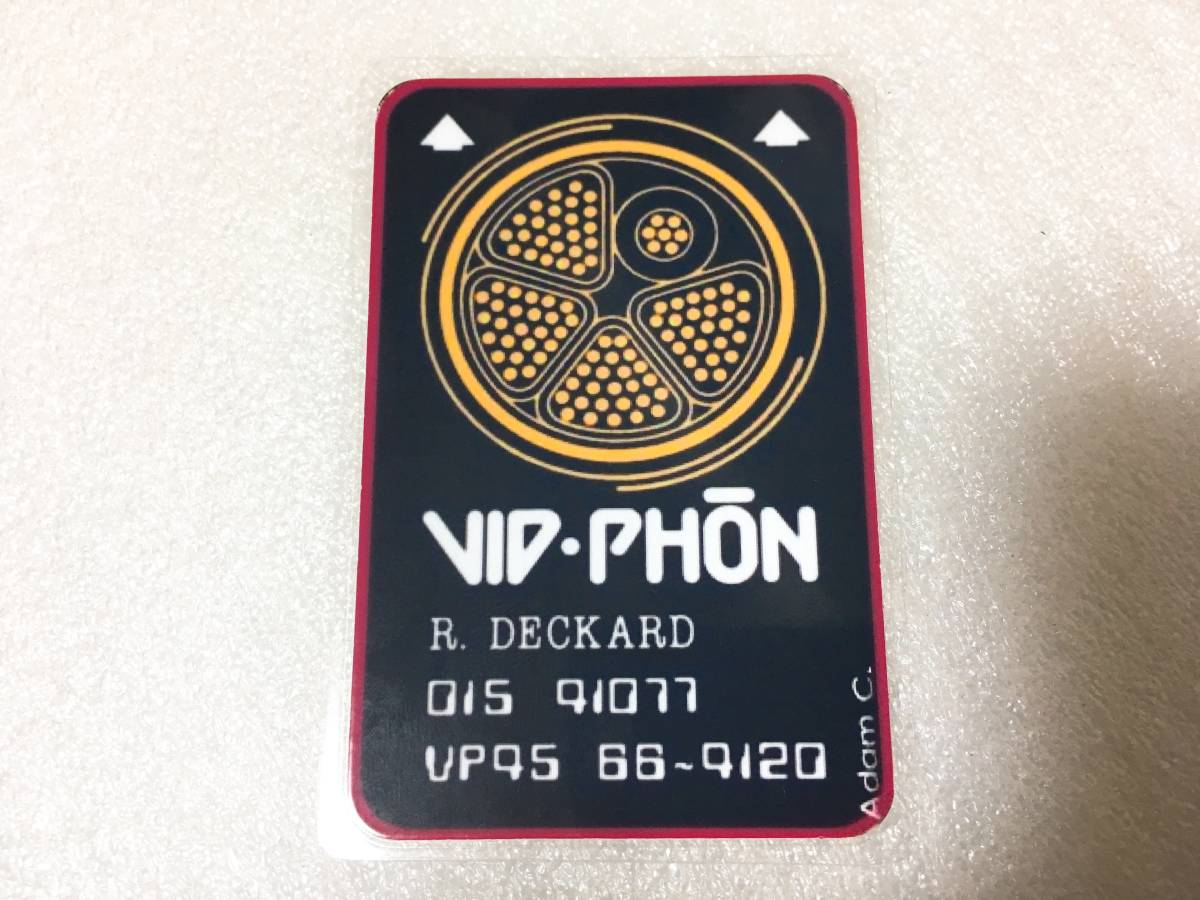 VID·PHŌN
R. DECKARD
015 91077
VP95 66~9120
Adam C.